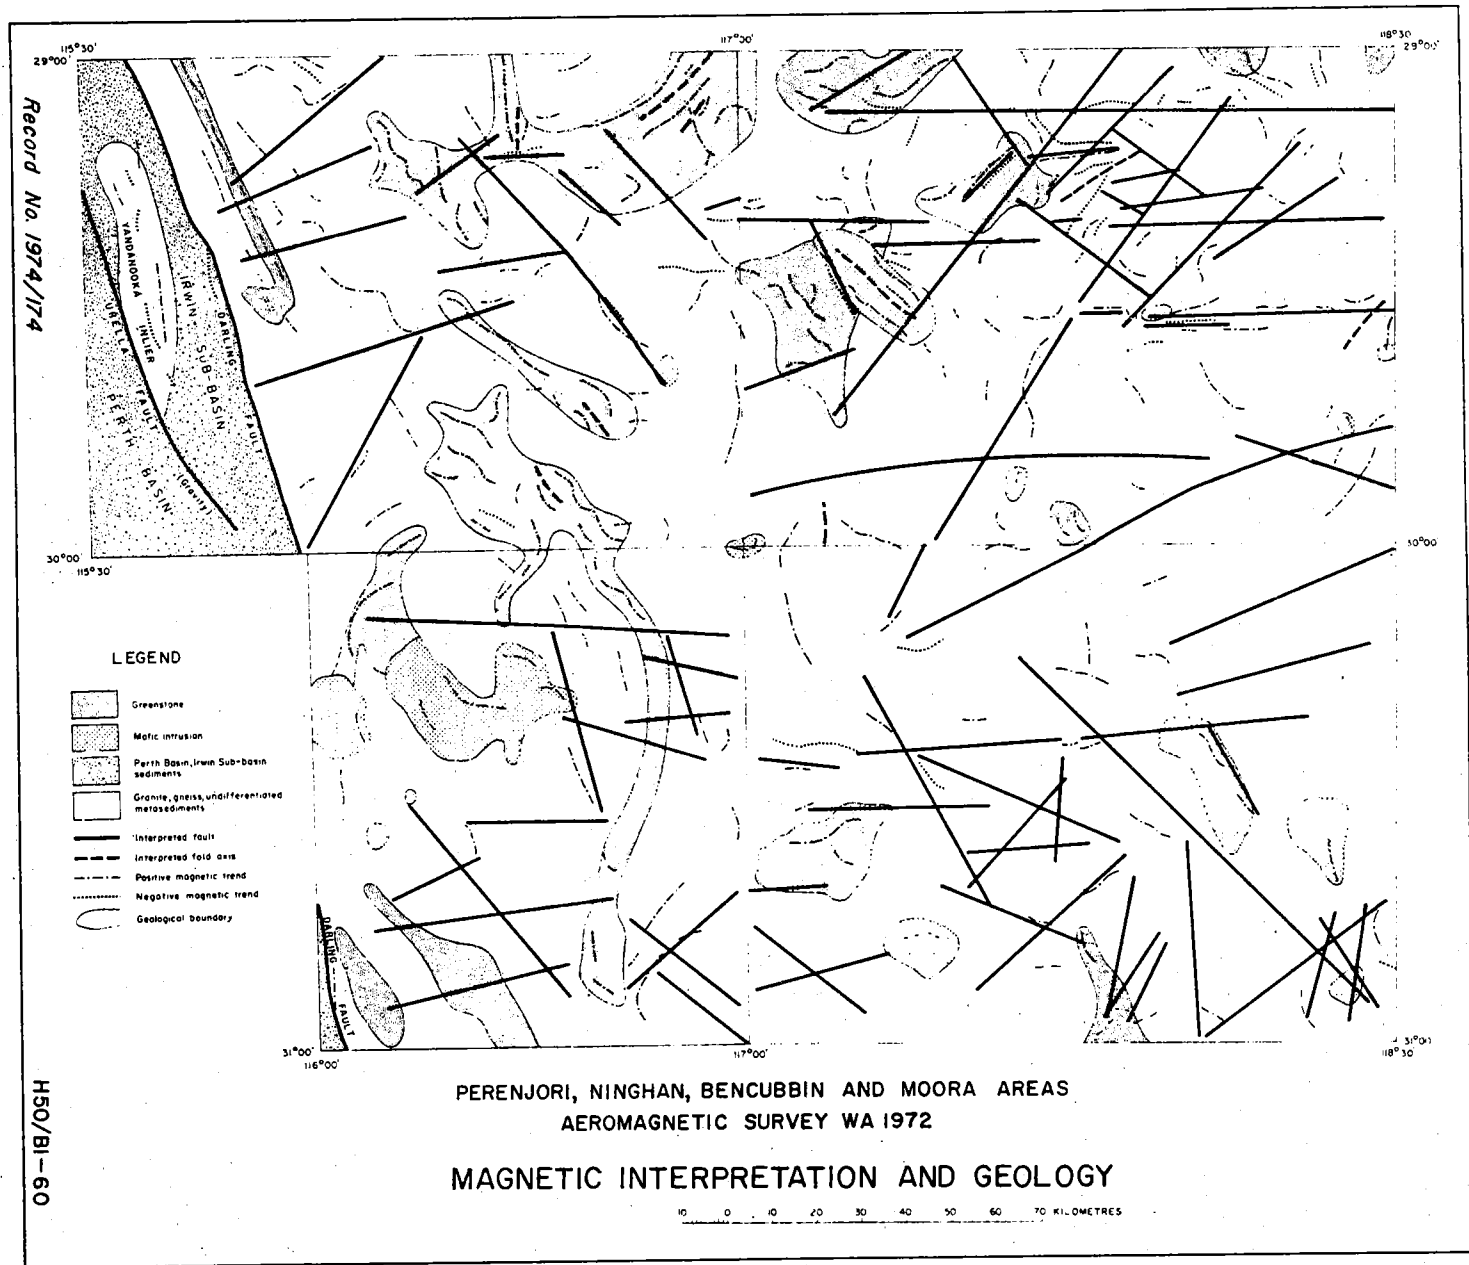 115°30'
117°00'
118°30
29°00'
29°00'
Record No. 1974/174
YANDANOOKA INLIER
IRWIN SUB-BASIN
DARLING FAULT
URELLA FAULT
(Gravity)
PERTH BASIN
30°00'
115°30'
30°00'
LEGEND
Greenstone
Mafic intrusion
Perth Basin, Irwin Sub-basin
sediments
Granite, gneiss, undifferentiated
metasediments
Interpreted fault
Interpreted fold axis
Positive magnetic trend
Negative magnetic trend
Geological boundary
DARLING FAULT
31°00'
116°00'
117°00'
31°00
118°30
PERENJORI, NINGHAN, BENCUBBIN AND MOORA AREAS
AEROMAGNETIC SURVEY WA 1972
MAGNETIC INTERPRETATION AND GEOLOGY
10 0 10 20 30 40 50 60 70 KILOMETRES
H50/B1-60